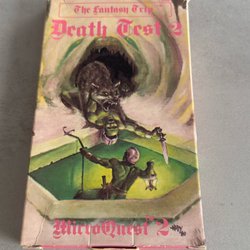 The Fantasy Trip
Death Test 2
MicroQuest 2